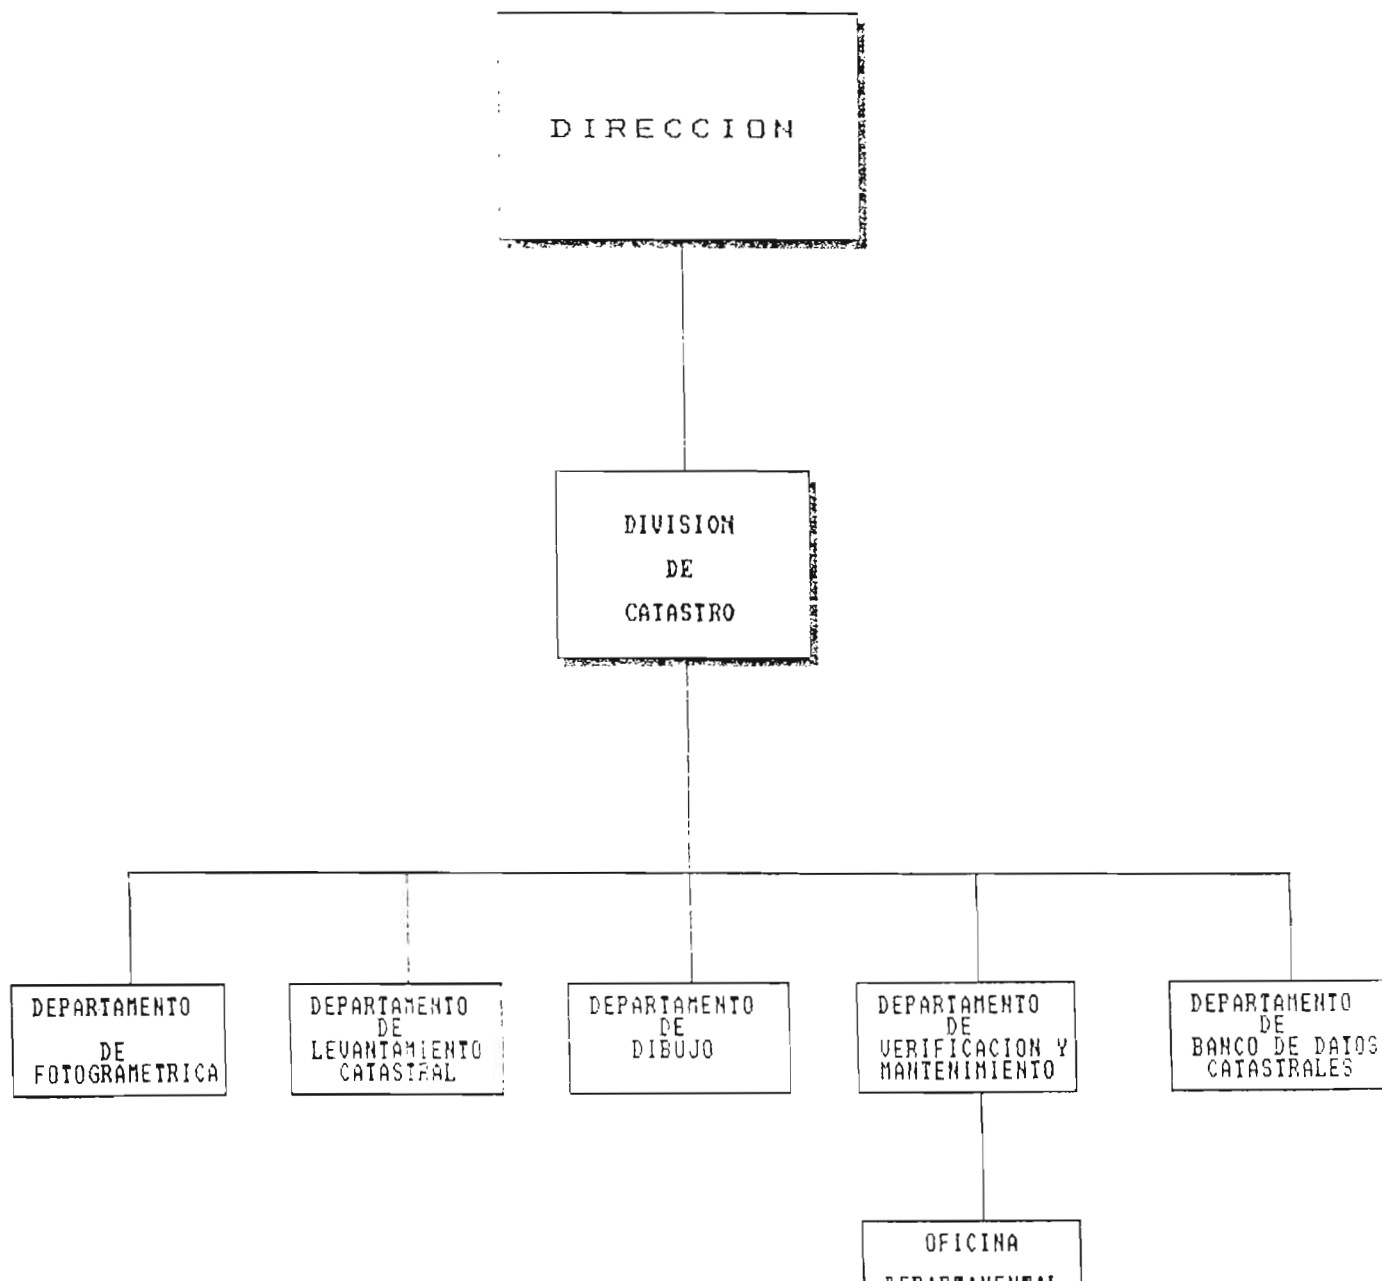 DIRECCION
DIVISION
DE
CATASTRO
DEPARTAMENTO
DE
FOTOGRAMETRICA
DEPARTAMENTO
DE
LEVANTAMIENTO
CATASTRAL
DEPARTAMENTO
DE
DIBUJO
DEPARTAMENTO
DE
VERIFICACION Y
MANTENIMIENTO
DEPARTAMENTO
DE
BANCO DE DATOS
CATASTRALES
OFICINA
DEPARTAMENTAL